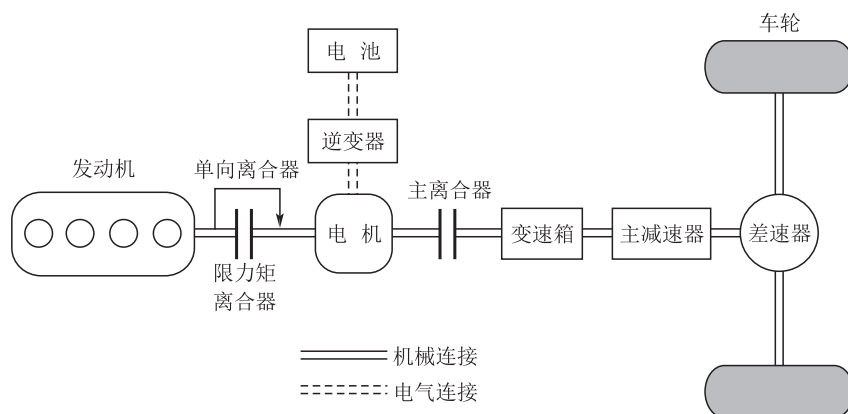 车轮
电 池
逆变器
发动机
单向离合器
主离合器
电 机
变速箱
主减速器
差速器
限力矩
离合器
机械连接
电气连接